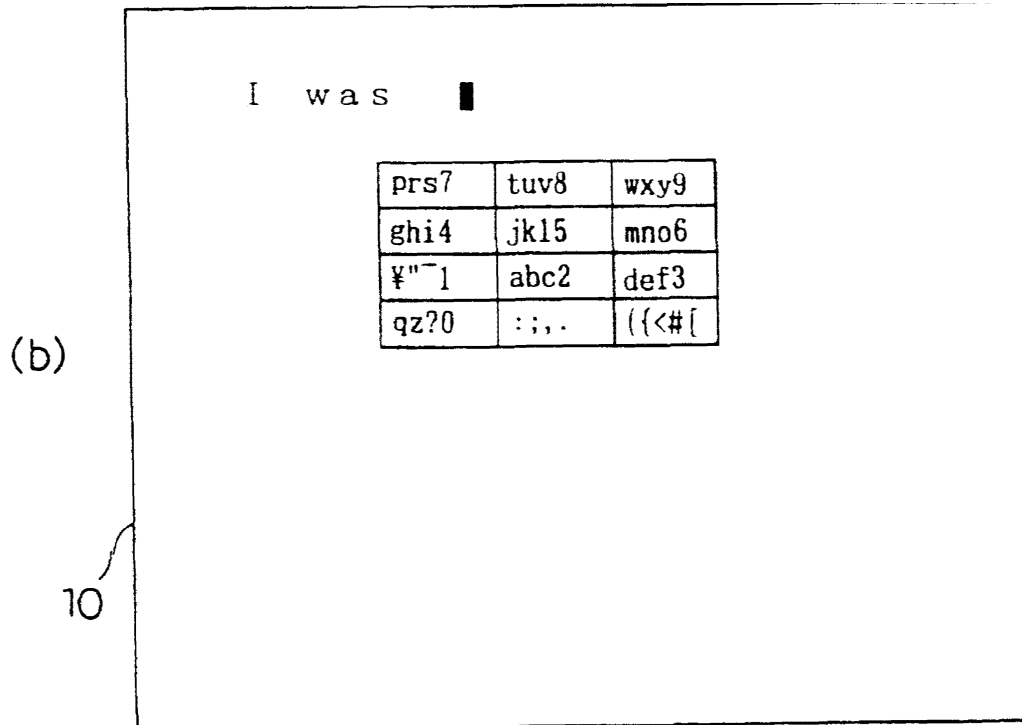 I was
prs7 tuv8 wxy9
ghi4 jkl5 mno6
¥"‾1 abc2 def3
qz?0 :;,. ({<#[
(b)
10